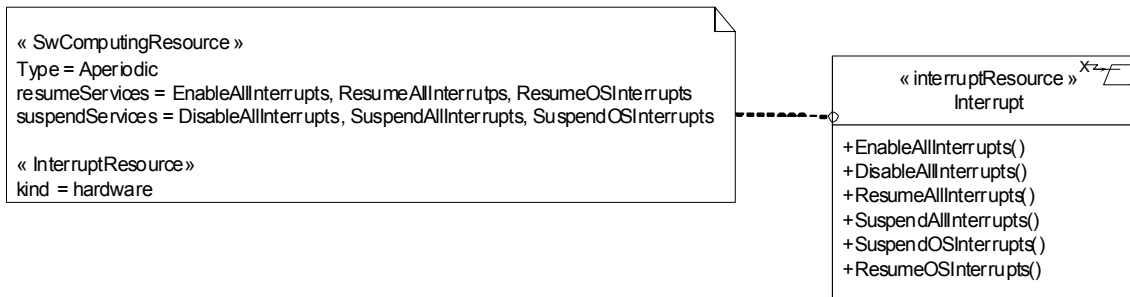 « SwComputingResource »
Type = Aperiodic
resumeServices = EnableAllInterrupts, ResumeAllInterrutps, ResumeOSInterrupts
suspendServices = DisableAllInterrupts, SuspendAllInterrupts, SuspendOSInterrupts
« InterruptResource »
kind = hardware
« interruptResource »
X
Interrupt
+EnableAllInterrupts()
+DisableAllInterrupts()
+ResumeAllInterrupts()
+SuspendAllInterrupts()
+SuspendOSInterrupts()
+ResumeOSInterrupts()